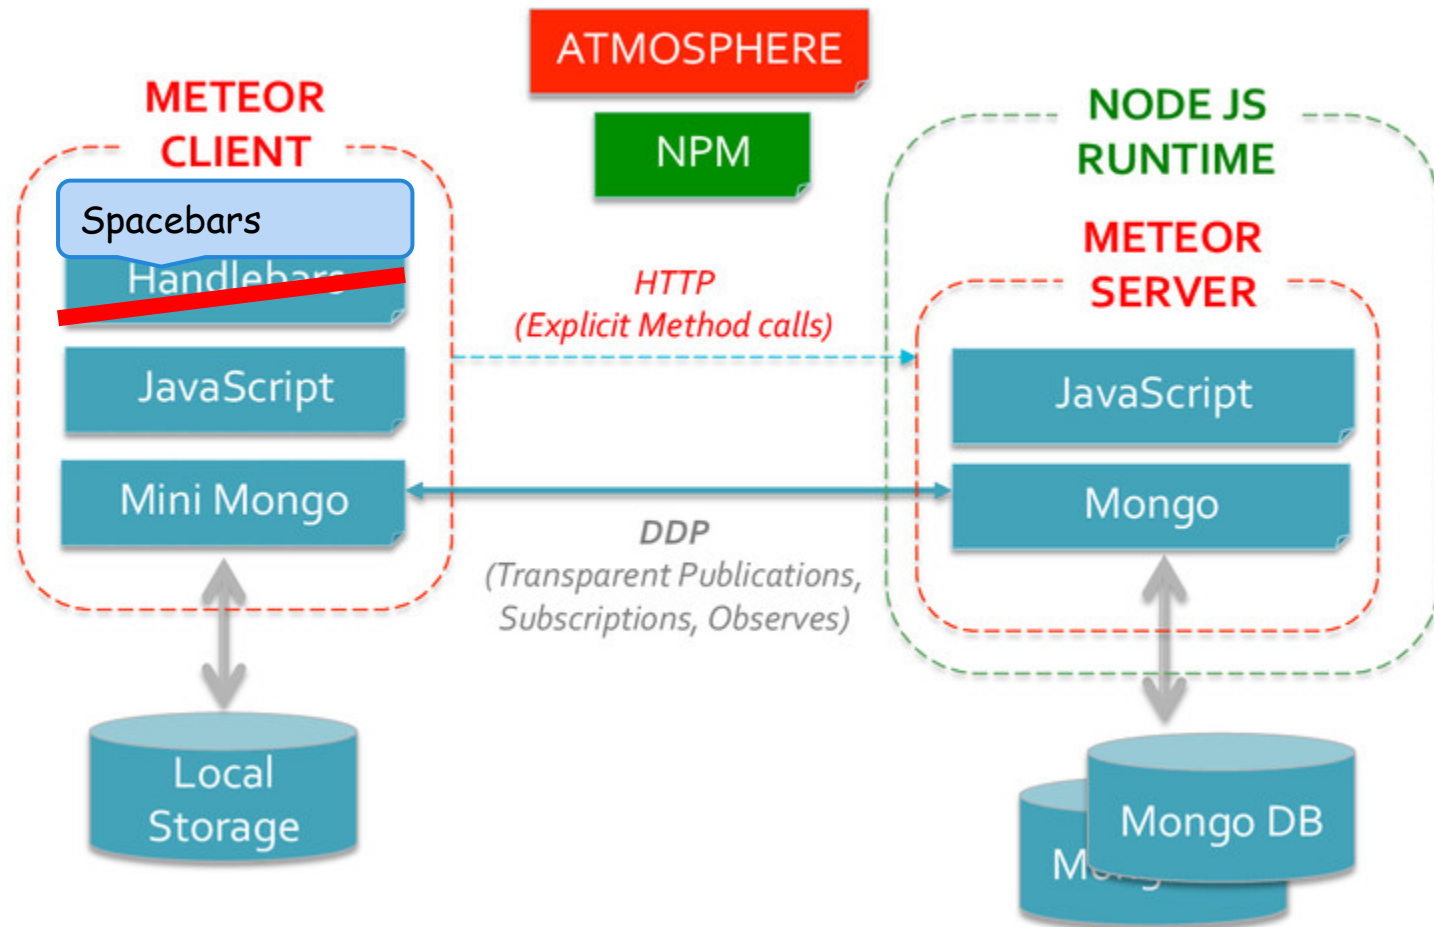 ATMOSPHERE
NPM
METEOR
CLIENT
Spacebars
Handlebars
JavaScript
Mini Mongo
Local
Storage
HTTP
(Explicit Method calls)
DDP
(Transparent Publications,
Subscriptions, Observes)
NODE JS
RUNTIME
METEOR
SERVER
JavaScript
Mongo
Mongo DB